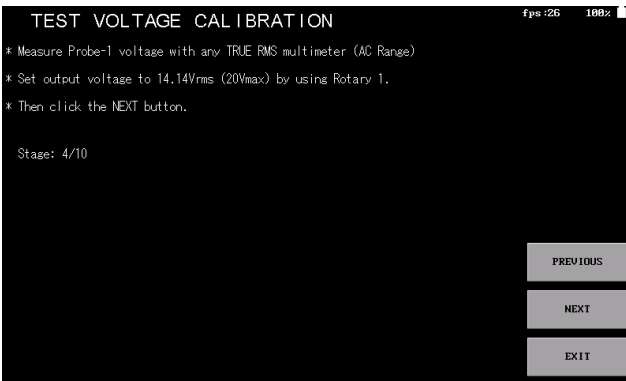 TEST VOLTAGE CALIBRATION
fps:26 100%
* Measure Probe-1 voltage with any TRUE RMS multimeter (AC Range)
* Set output voltage to 14.14Vrms (20Vmax) by using Rotary 1.
* Then click the NEXT button.
Stage: 4/10
PREVIOUS
NEXT
EXIT